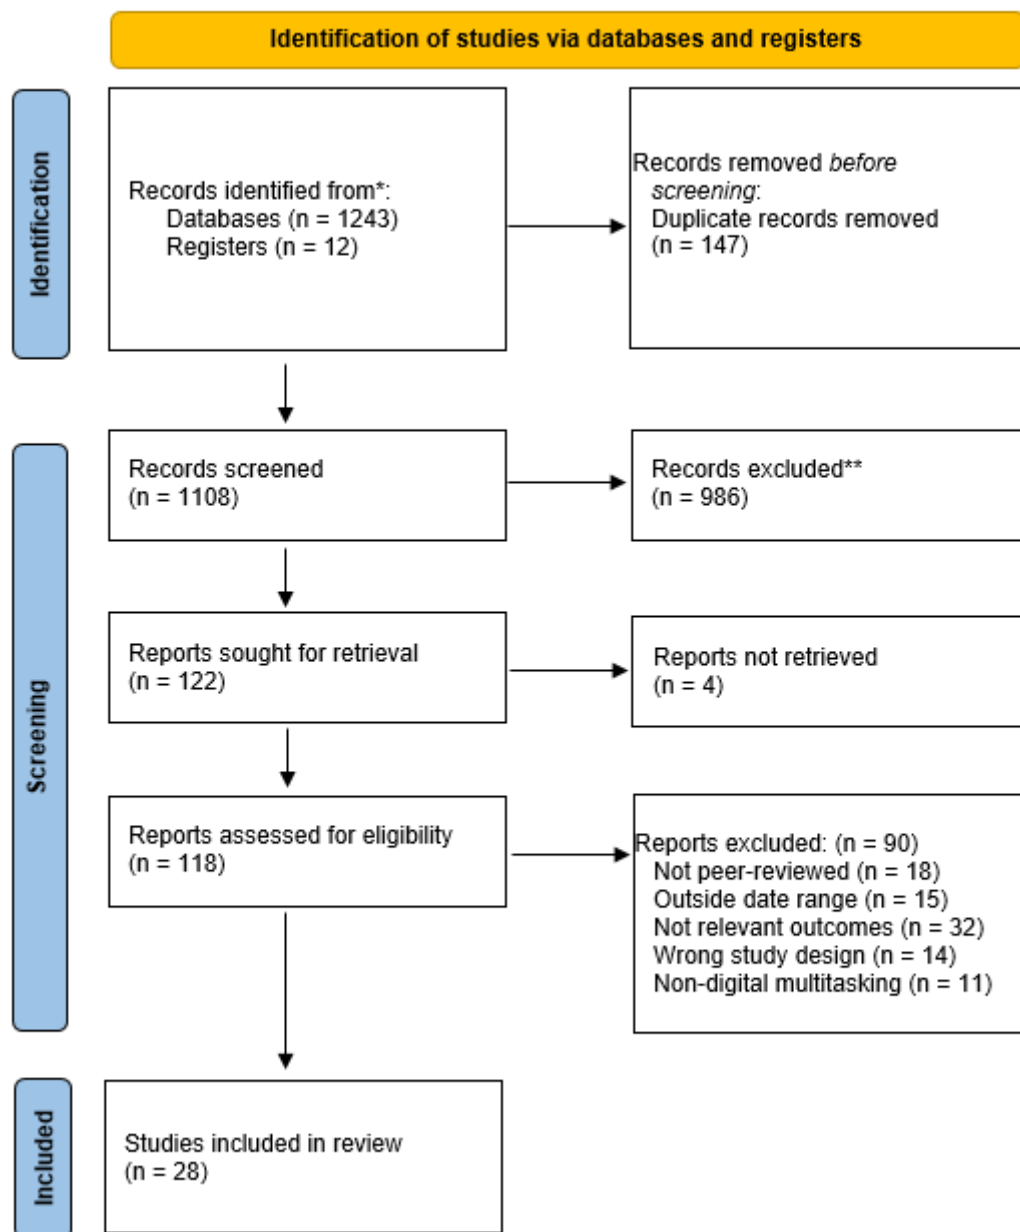 Identification of studies via databases and registers
Identification
Records identified from*:
Databases (n = 1243)
Registers (n = 12)
Records removed before
screening:
Duplicate records removed
(n = 147)
Screening
Records screened
(n = 1108)
Records excluded**
(n = 986)
Reports sought for retrieval
(n = 122)
Reports not retrieved
(n = 4)
Reports assessed for eligibility
(n = 118)
Reports excluded: (n = 90)
Not peer-reviewed (n = 18)
Outside date range (n = 15)
Not relevant outcomes (n = 32)
Wrong study design (n = 14)
Non-digital multitasking (n = 11)
Included
Studies included in review
(n = 28)